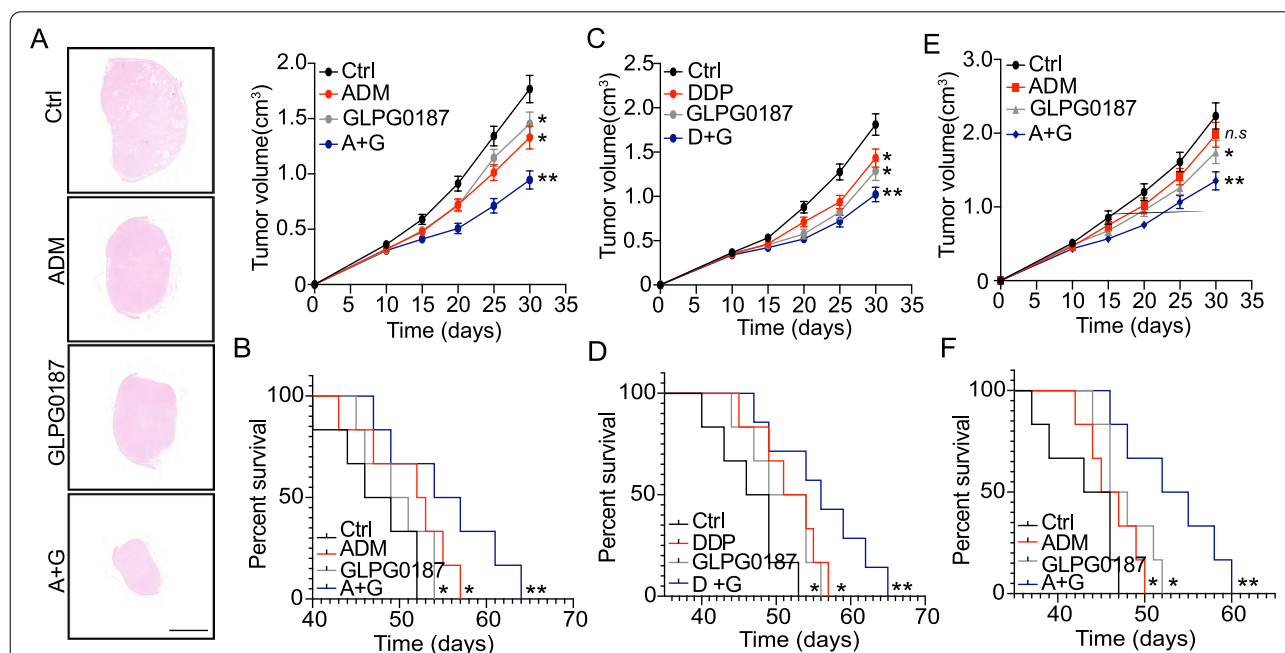 A
Ctrl
ADM
GLPG0187
A+G
Tumor volume(cm³)
2.0
1.5
1.0
0.5
0
Ctrl
ADM
GLPG0187
A+G
*
*
**
0 5 10 15 20 25 30 35
Time (days)
C
Tumor volume(cm³)
2.5
2.0
1.5
1.0
0.5
0
Ctrl
DDP
GLPG0187
D+G
*
*
**
0 5 10 15 20 25 30 35
Time (days)
E
Tumor volume(cm³)
3.0
2.0
1.0
0
Ctrl
ADM
GLPG0187
A+G
n.s
*
**
0 5 10 15 20 25 30 35
Time (days)
B
Percent survival
100
50
0
Ctrl
ADM
GLPG0187
A+G
* * **
40 50 60 70
Time (days)
D
Percent survival
100
50
0
Ctrl
DDP
GLPG0187
D +G
* * **
40 50 60 70
Time (days)
F
Percent survival
100
50
0
Ctrl
ADM
GLPG0187
A+G
* * **
40 50 60
Time (days)